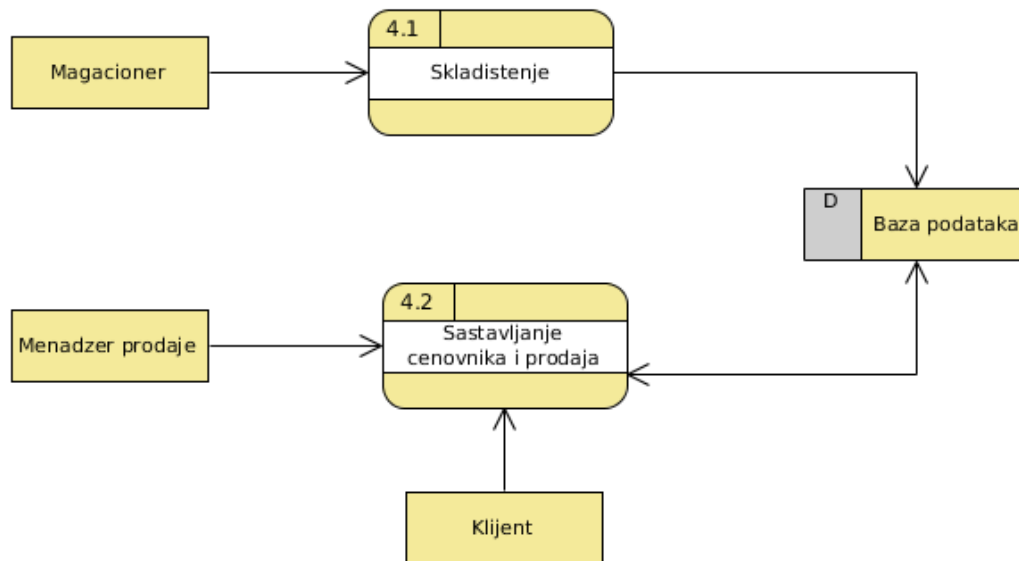 4.1
Magacioner
Skladistenje
D
Baza podataka
4.2
Menadzer prodaje
Sastavljanje
cenovnika i prodaja
Klijent